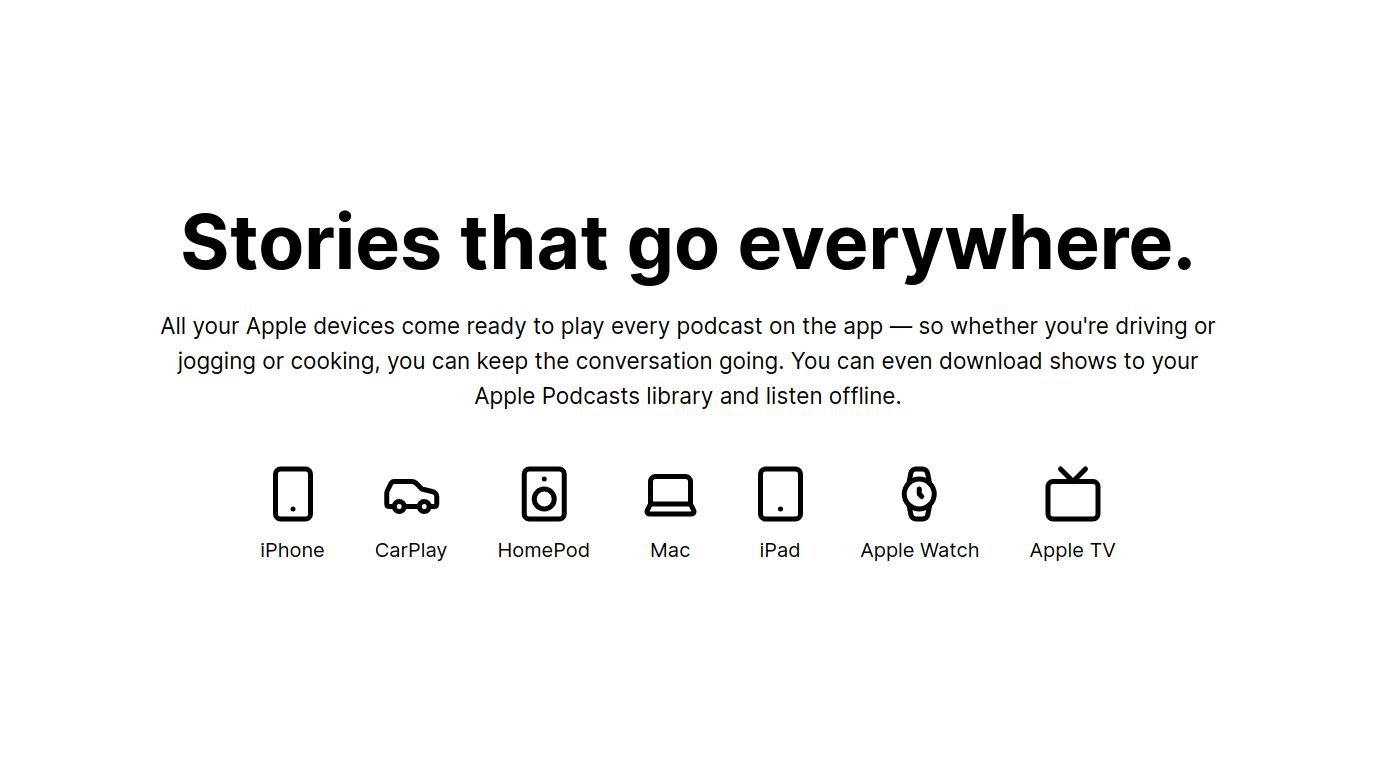 Stories that go everywhere.
All your Apple devices come ready to play every podcast on the app — so whether you're driving or
jogging or cooking, you can keep the conversation going. You can even download shows to your
Apple Podcasts library and listen offline.
iPhone
CarPlay
HomePod
Mac
iPad
Apple Watch
Apple TV